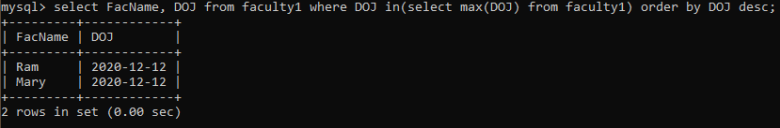 mysql> select FacName, DOJ from faculty1 where DOJ in(select max(DOJ) from faculty1) order by DOJ desc;
+---------+------------+
| FacName | DOJ        |
+---------+------------+
| Ram     | 2020-12-12 |
| Mary    | 2020-12-12 |
+---------+------------+
2 rows in set (0.00 sec)